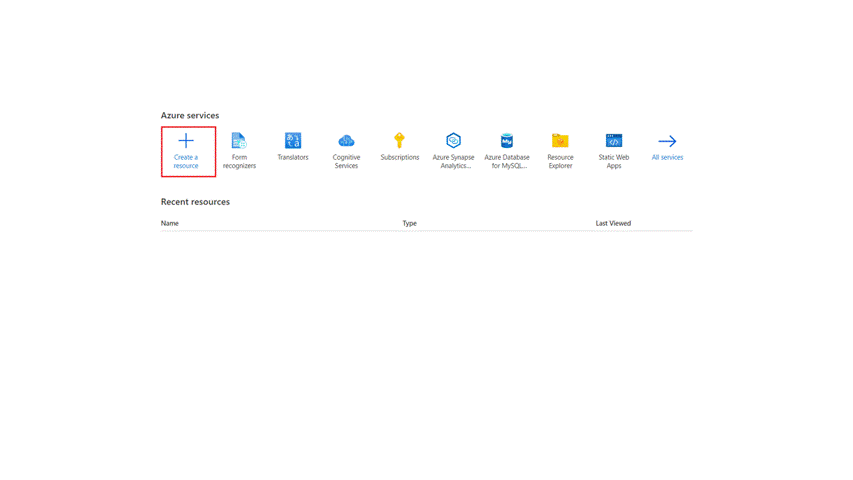 Azure services
Create a resource
Form recognizers
Translators
Cognitive Services
Subscriptions
Azure Synapse Analytics...
Azure Database for MySQL...
Resource Explorer
Static Web Apps
All services
Recent resources
Name Type Last Viewed